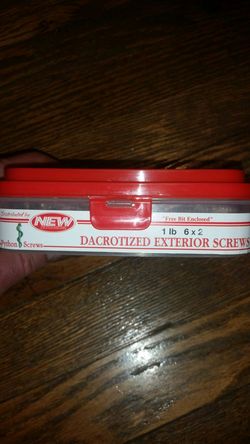 Distributed by
NEW
Python Screws
"Free Bit Enclosed"
1 lb 6 x 2
DACROTIZED EXTERIOR SCREWS